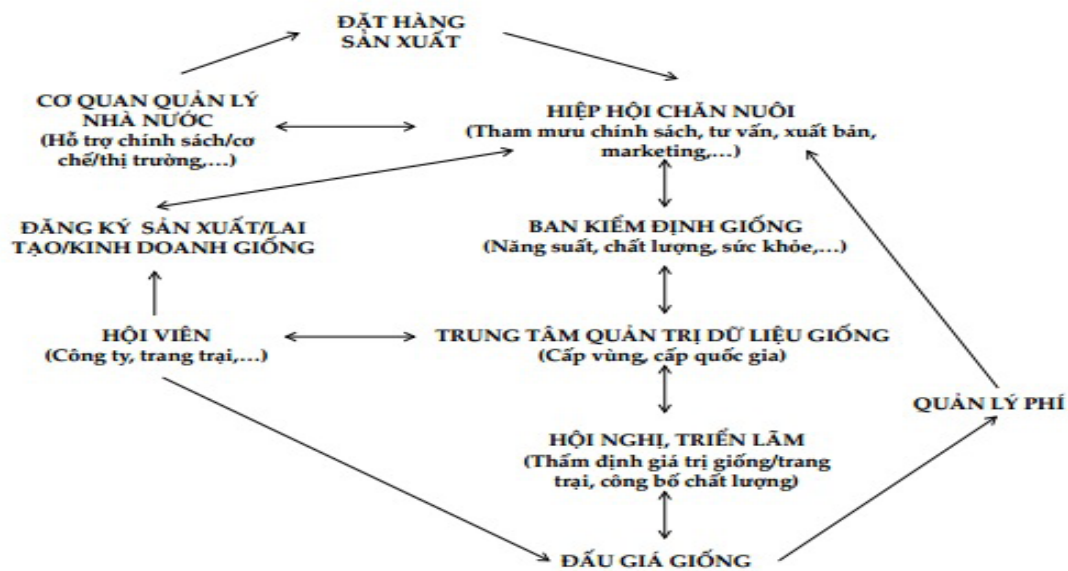 ĐẶT HÀNG
SẢN XUẤT
CƠ QUAN QUẢN LÝ
NHÀ NƯỚC
(Hỗ trợ chính sách/cơ
chế/thị trường,…)
HIỆP HỘI CHĂN NUÔI
(Tham mưu chính sách, tư vấn, xuất bản,
marketing,…)
ĐĂNG KÝ SẢN XUẤT/LAI
TẠO/KINH DOANH GIỐNG
BAN KIỂM ĐỊNH GIỐNG
(Năng suất, chất lượng, sức khỏe,…)
HỘI VIÊN
(Công ty, trang trại,…)
TRUNG TÂM QUẢN TRỊ DỮ LIỆU GIỐNG
(Cấp vùng, cấp quốc gia)
QUẢN LÝ PHÍ
HỘI NGHỊ, TRIỂN LÃM
(Thẩm định giá trị giống/trang
trại, công bố chất lượng)
ĐẤU GIÁ GIỐNG